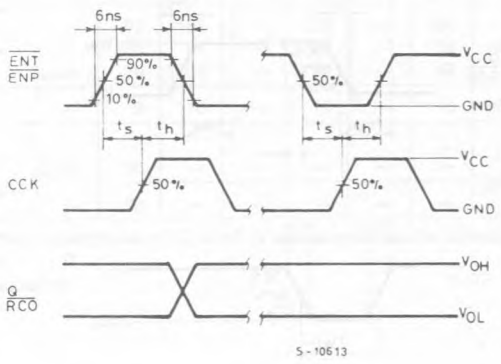 6ns 6ns
ENT
ENP
90%
50%
10%
50%
VCC
GND
ts th ts th
CCK
50%
50%
VCC
GND
Q
RCO
VOH
VOL
S-10613